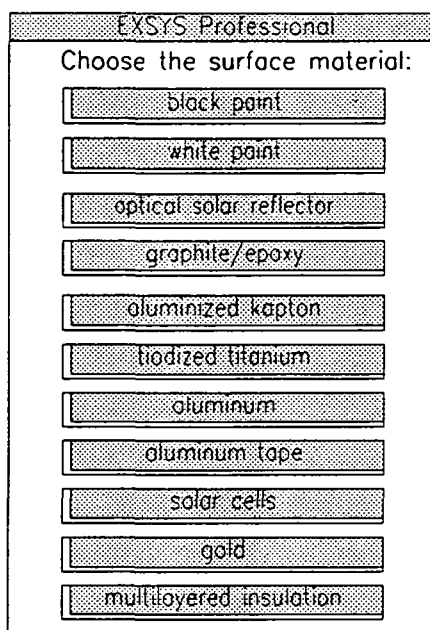 EXSYS Professional
Choose the surface material:
black paint
white paint
optical solar reflector
graphite/epoxy
aluminized kapton
tiodized titanium
aluminum
aluminum tape
solar cells
gold
multilayered insulation